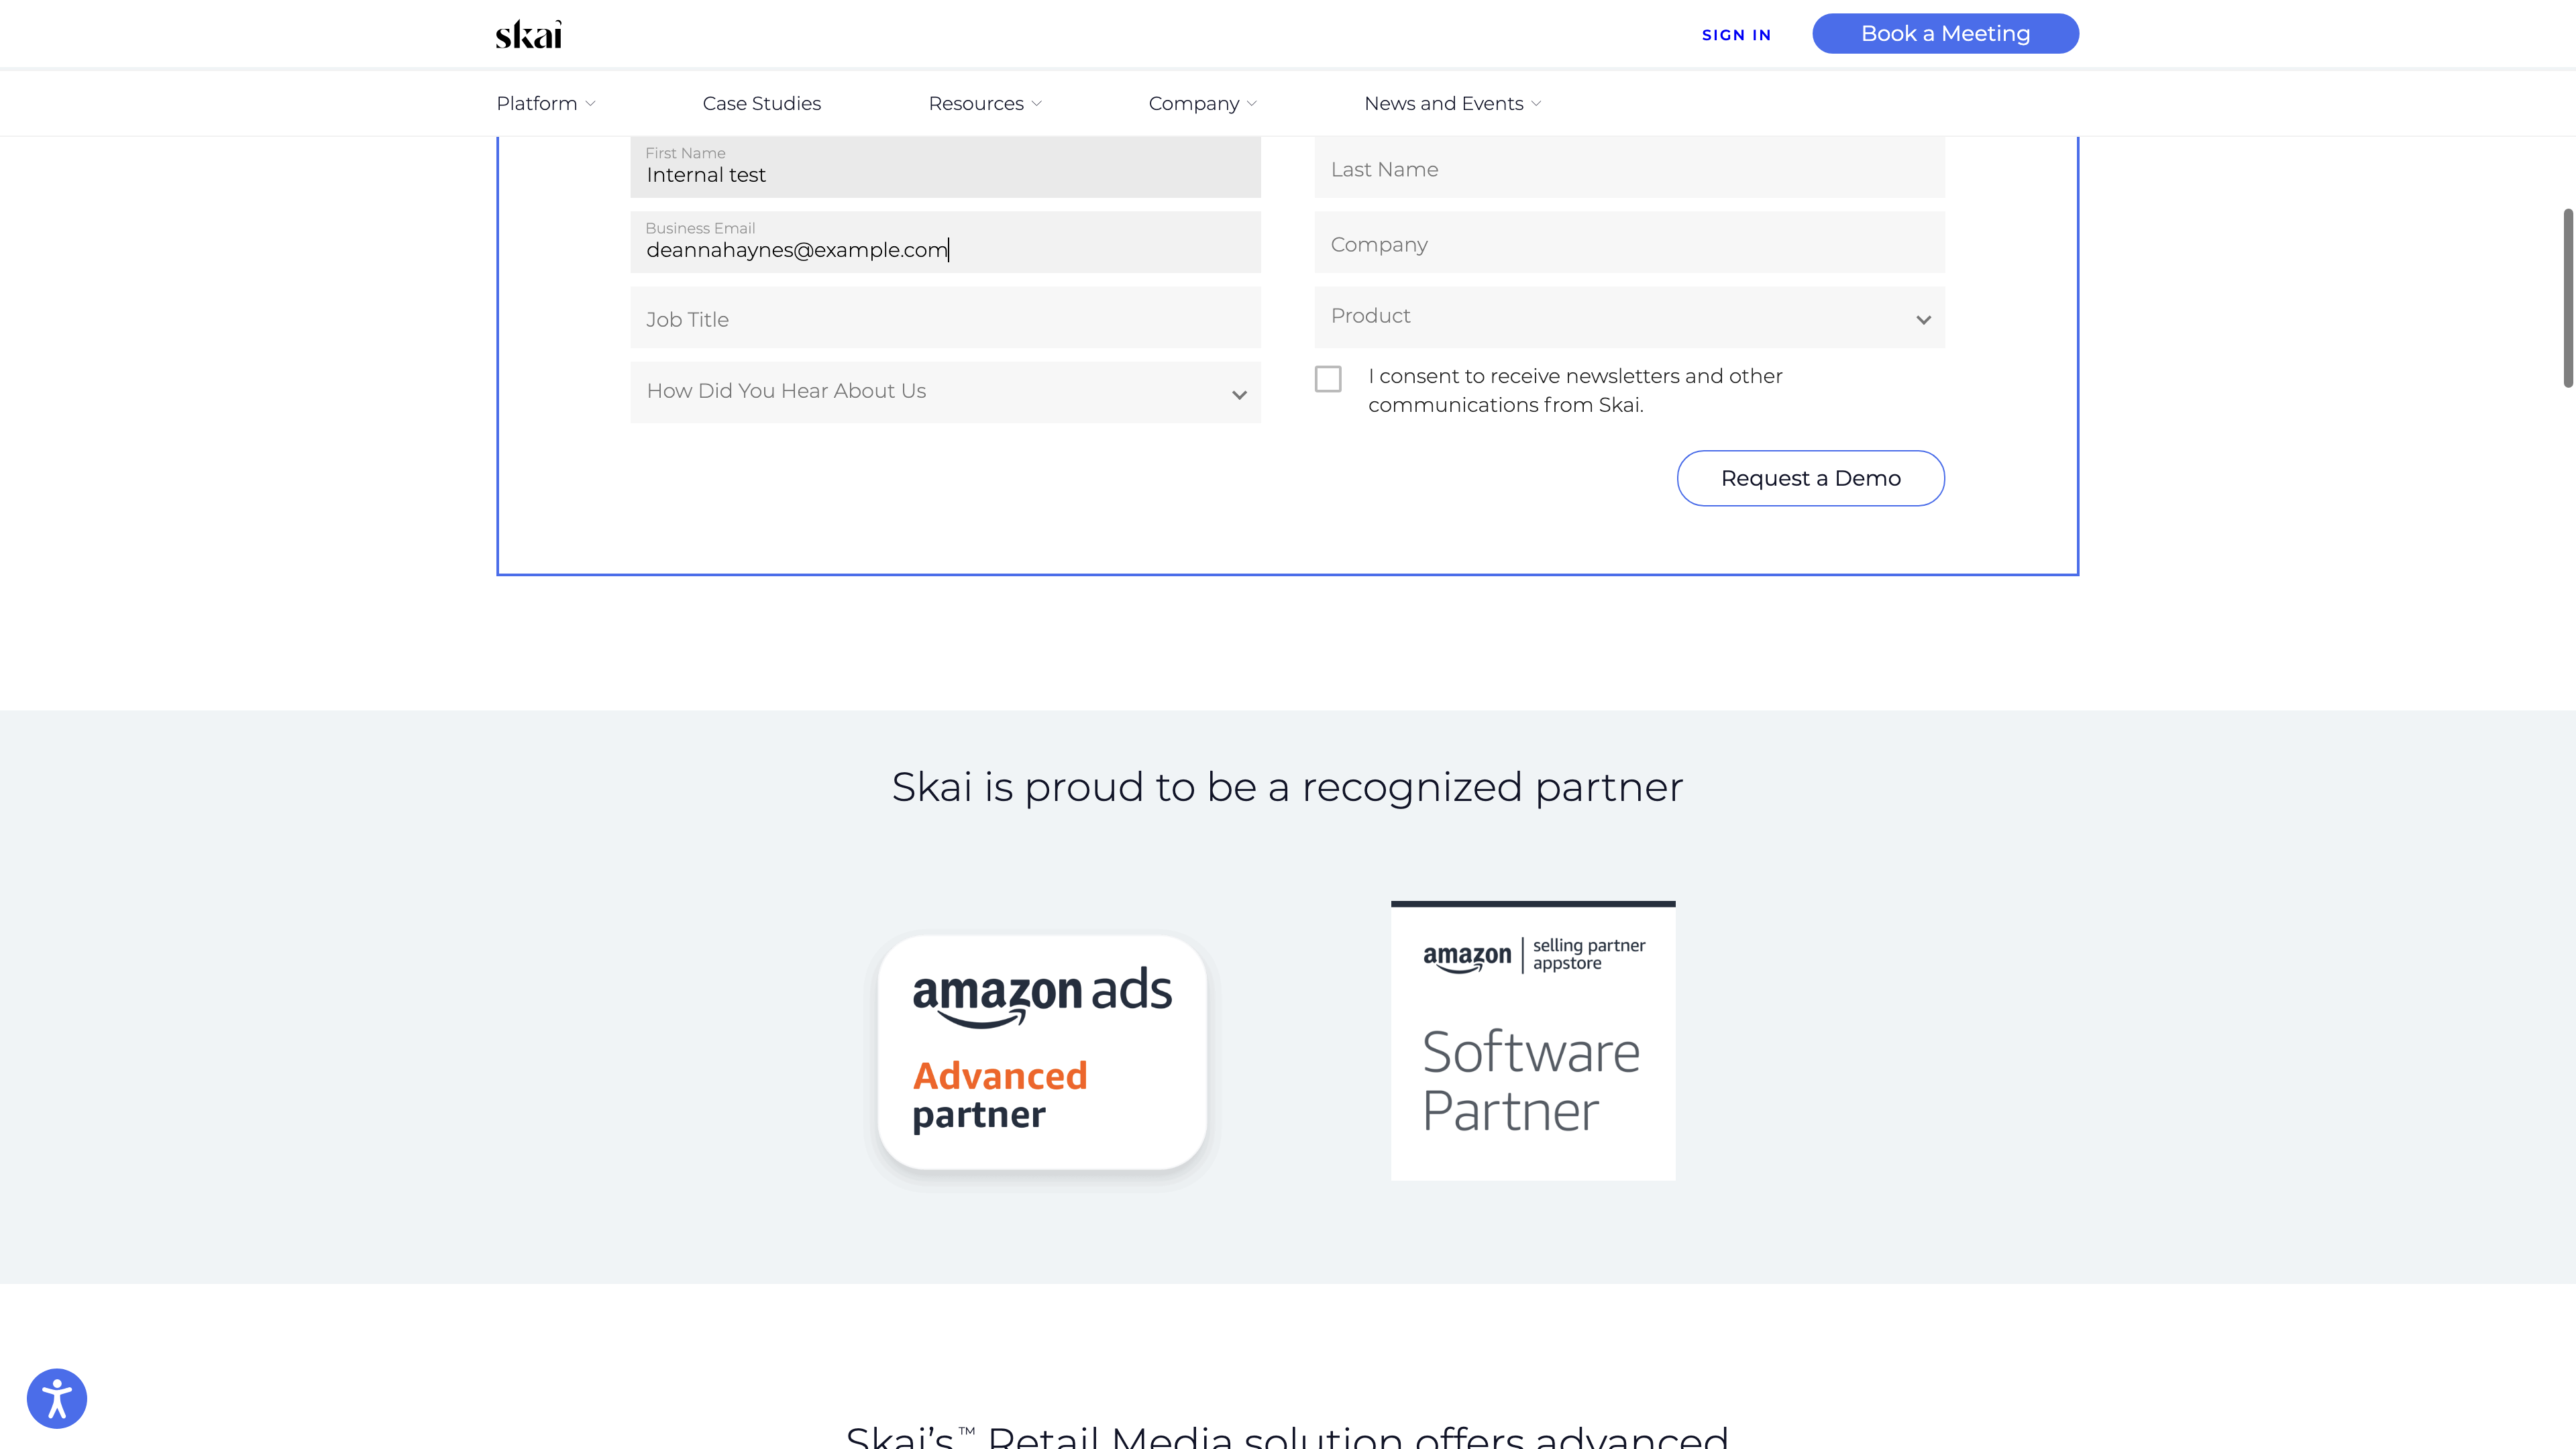 skai
SIGN IN
Book a Meeting
Platform
Case Studies
Resources
Company
News and Events
First Name
Internal test
Last Name
Business Email
deannahaynes@example.com
Company
Job Title
Product
How Did You Hear About Us
I consent to receive newsletters and other
communications from Skai.
Request a Demo
Skai is proud to be a recognized partner
amazon ads
Advanced
partner
amazon
selling partner
appstore
Software
Partner
Skai's™ Retail Media solution offers advanced